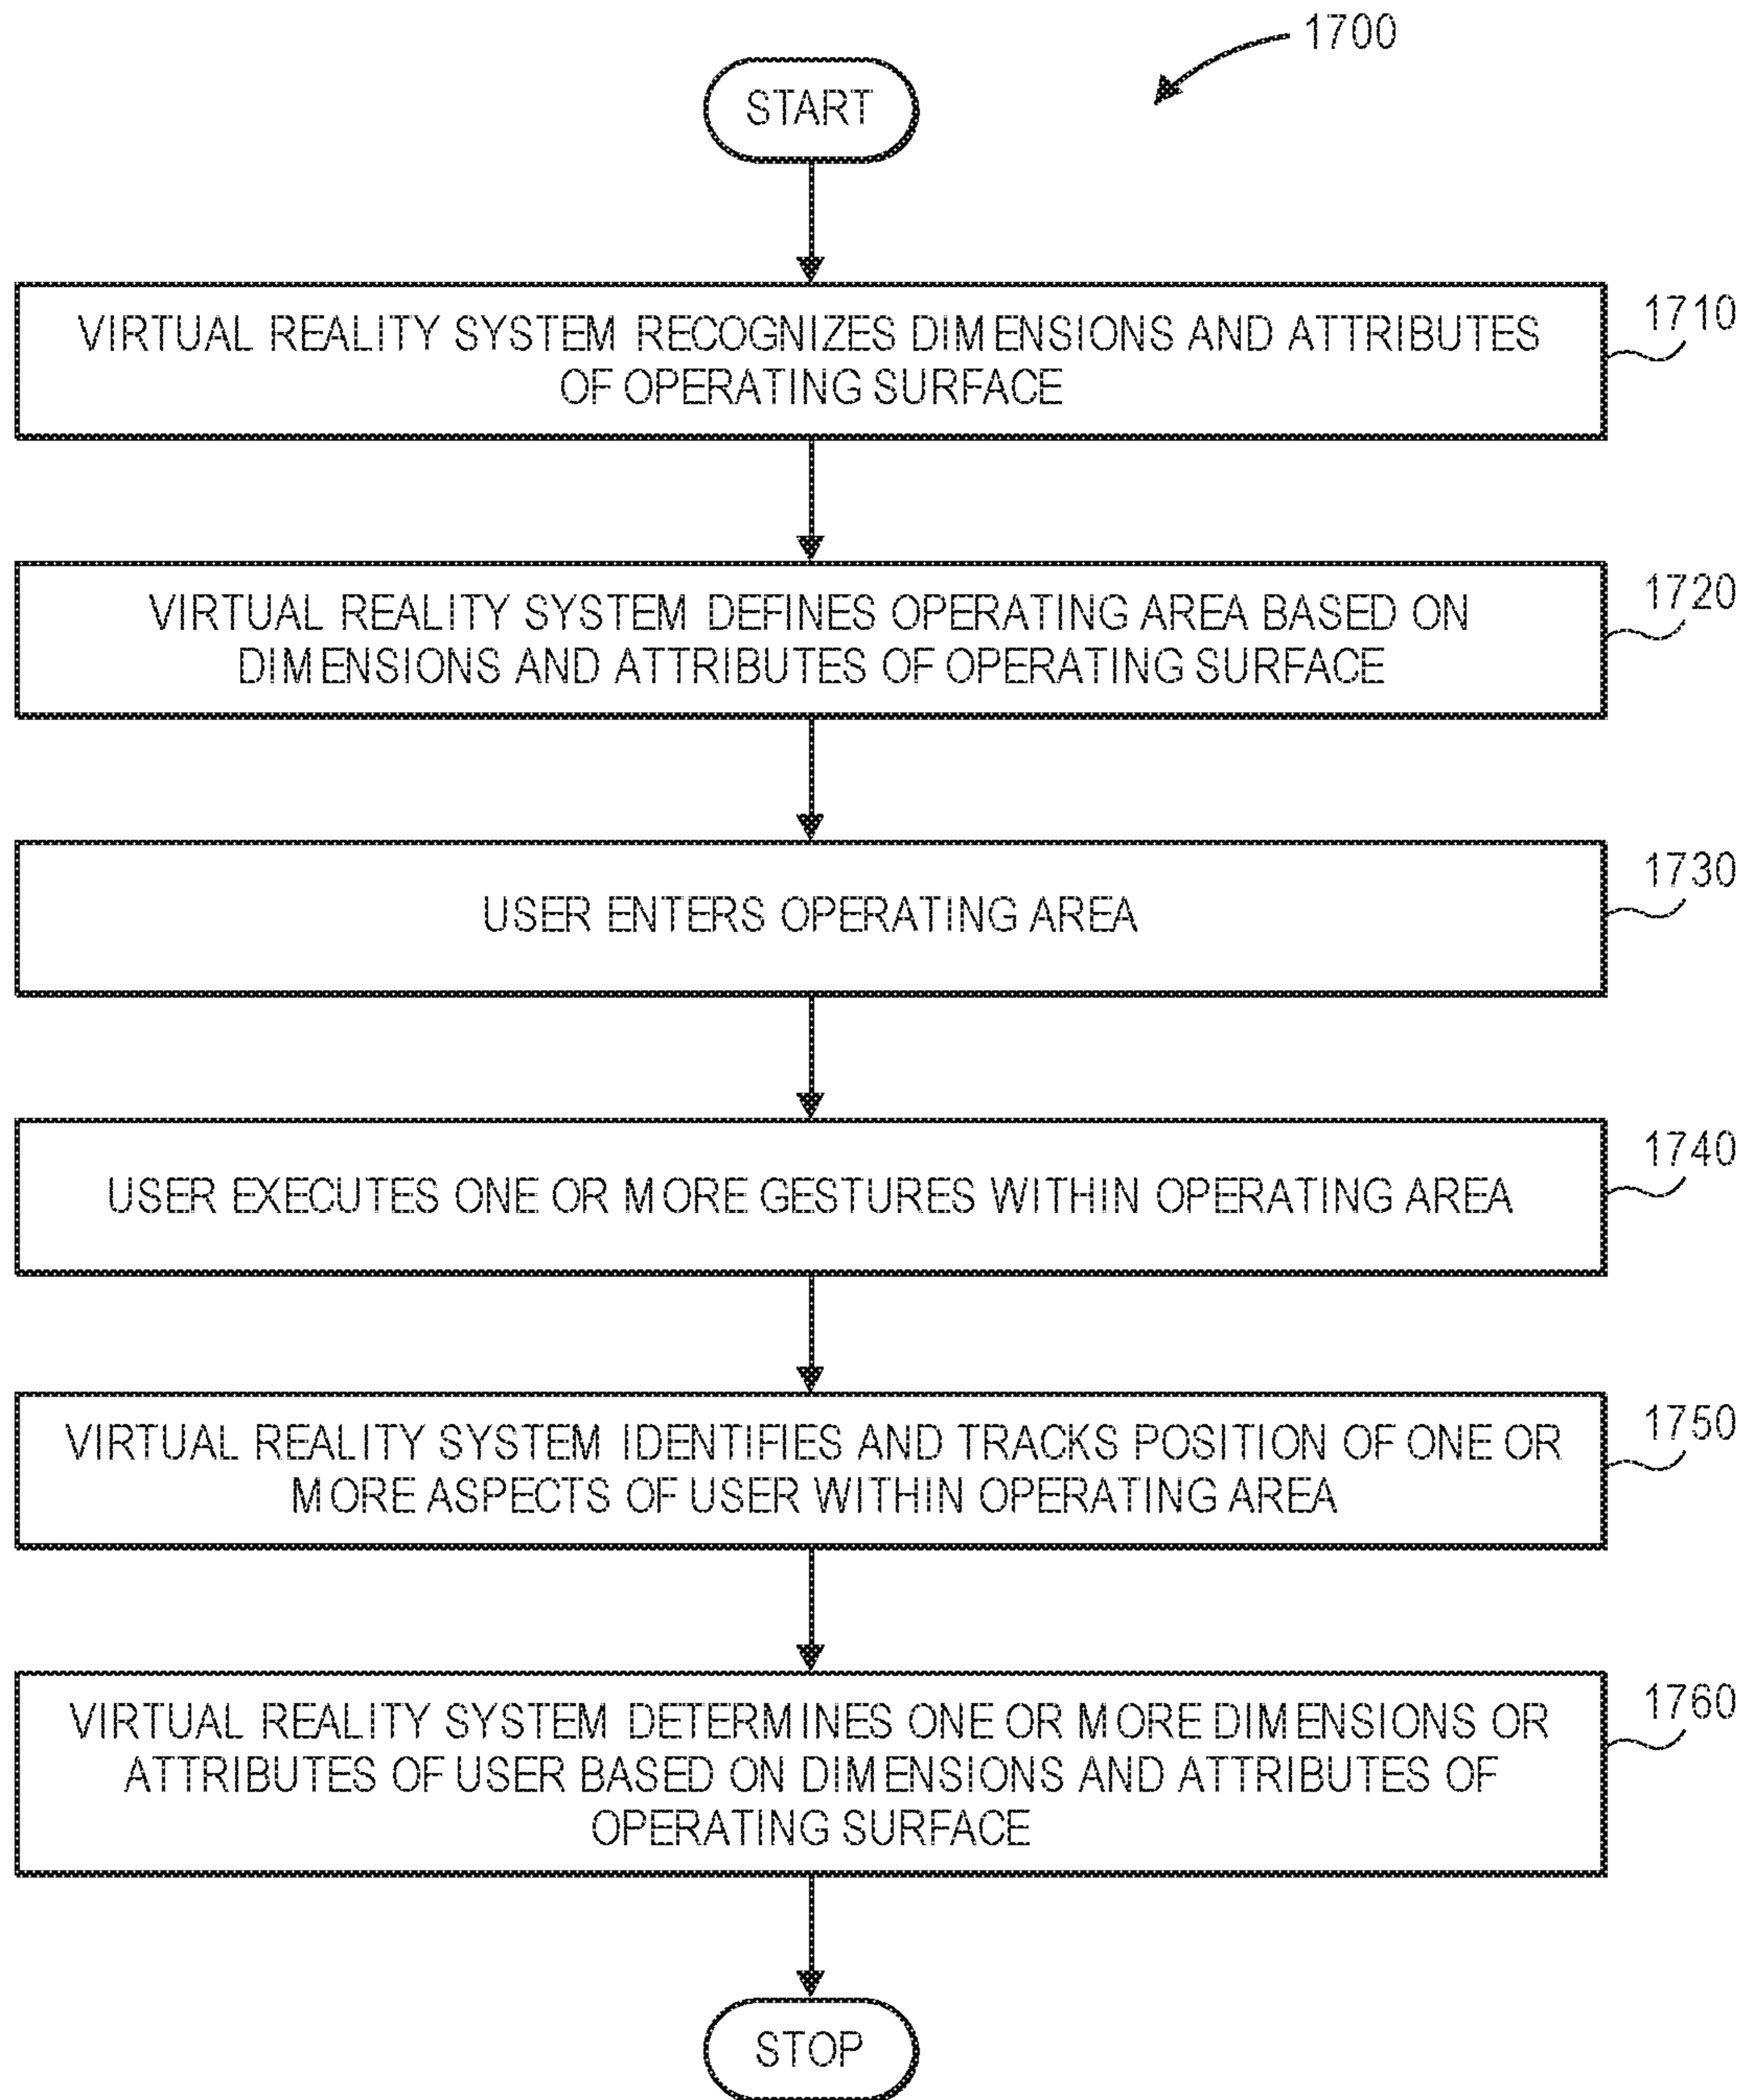 1700
START
VIRTUAL REALITY SYSTEM RECOGNIZES DIMENSIONS AND ATTRIBUTES
OF OPERATING SURFACE
1710
VIRTUAL REALITY SYSTEM DEFINES OPERATING AREA BASED ON
DIMENSIONS AND ATTRIBUTES OF OPERATING SURFACE
1720
USER ENTERS OPERATING AREA
1730
USER EXECUTES ONE OR MORE GESTURES WITHIN OPERATING AREA
1740
VIRTUAL REALITY SYSTEM IDENTIFIES AND TRACKS POSITION OF ONE OR
MORE ASPECTS OF USER WITHIN OPERATING AREA
1750
VIRTUAL REALITY SYSTEM DETERMINES ONE OR MORE DIMENSIONS OR
ATTRIBUTES OF USER BASED ON DIMENSIONS AND ATTRIBUTES OF
OPERATING SURFACE
1760
STOP